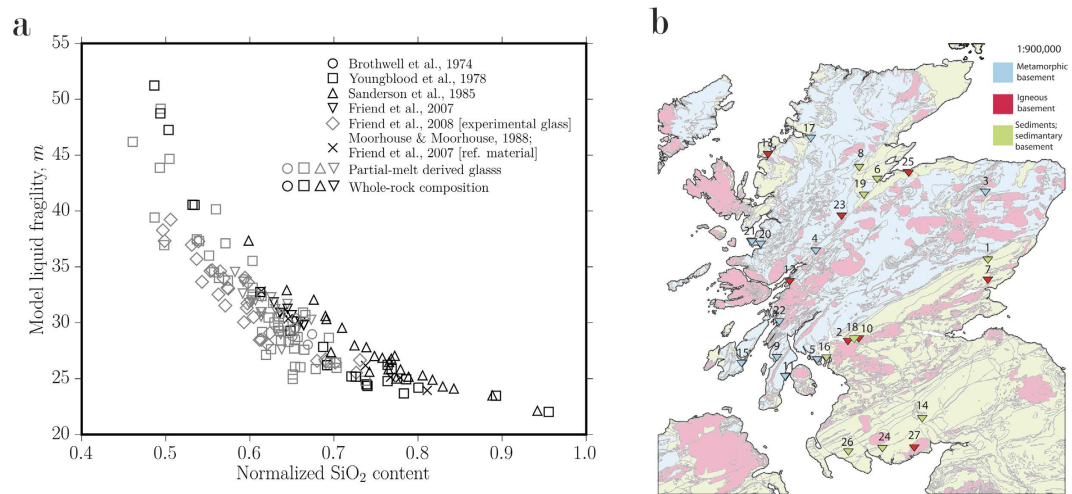 a
Model liquid fragility, m
55
50
45
40
35
30
25
20
0.4
0.5
0.6
0.7
0.8
0.9
1.0
Normalized SiO2 content
Brothwell et al., 1974
Youngblood et al., 1978
Sanderson et al., 1985
Friend et al., 2007
Friend et al., 2008 [experimental glass]
Moorhouse & Moorhouse, 1988;
Friend et al., 2007 [ref. material]
Partial-melt derived glasss
Whole-rock composition
b
1:900,000
Metamorphic
basement
Igneous
basement
Sediments;
sedimantary
basement
17
13
8
6
25
19
3
23
21
20
4
1
12
7
22
2
18
10
15
9
5
16
11
14
26
24
27